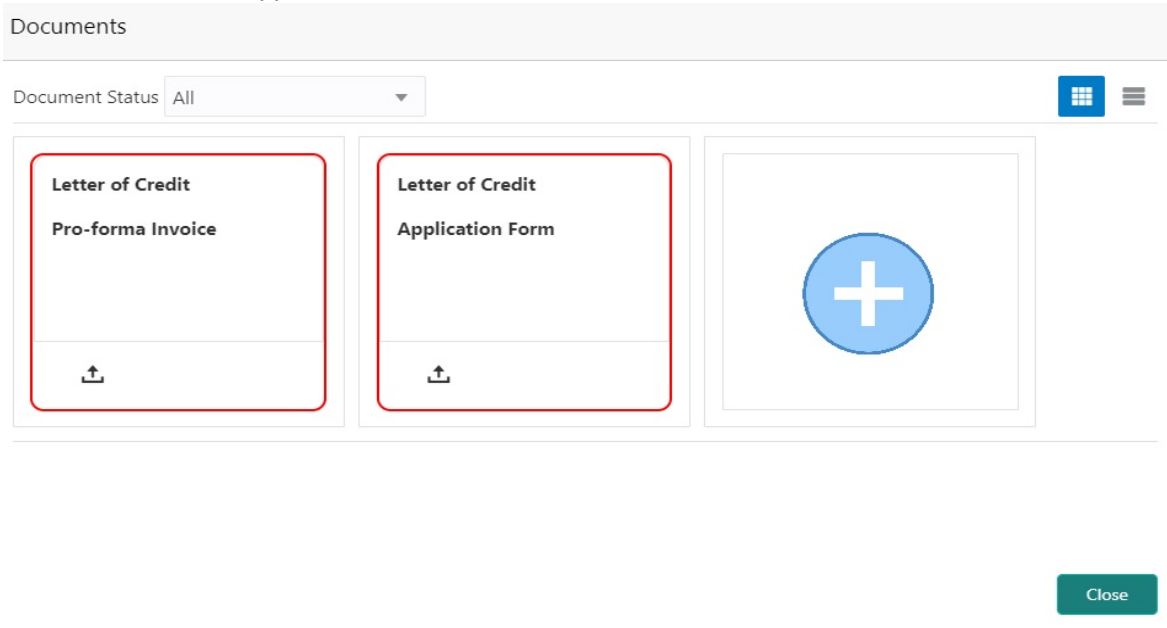 Documents
Document Status All
Letter of Credit
Pro-forma Invoice
Letter of Credit
Application Form
Close